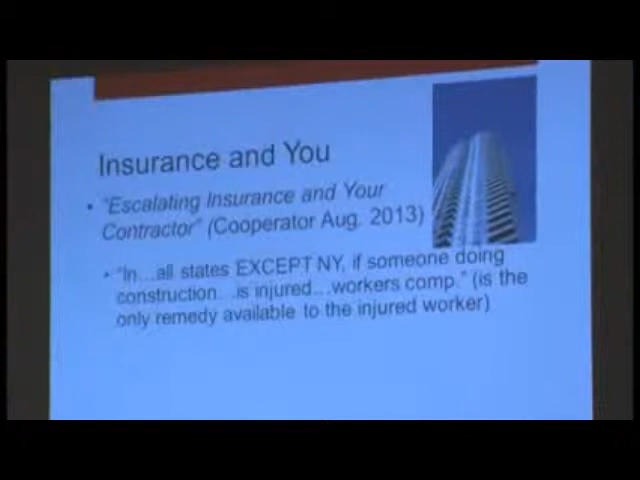 Insurance and You
• "Escalating Insurance and Your
Contractor" (Cooperator Aug. 2013)
• "In…all states EXCEPT NY, if someone doing
construction…is injured…workers comp." (is the
only remedy available to the injured worker)